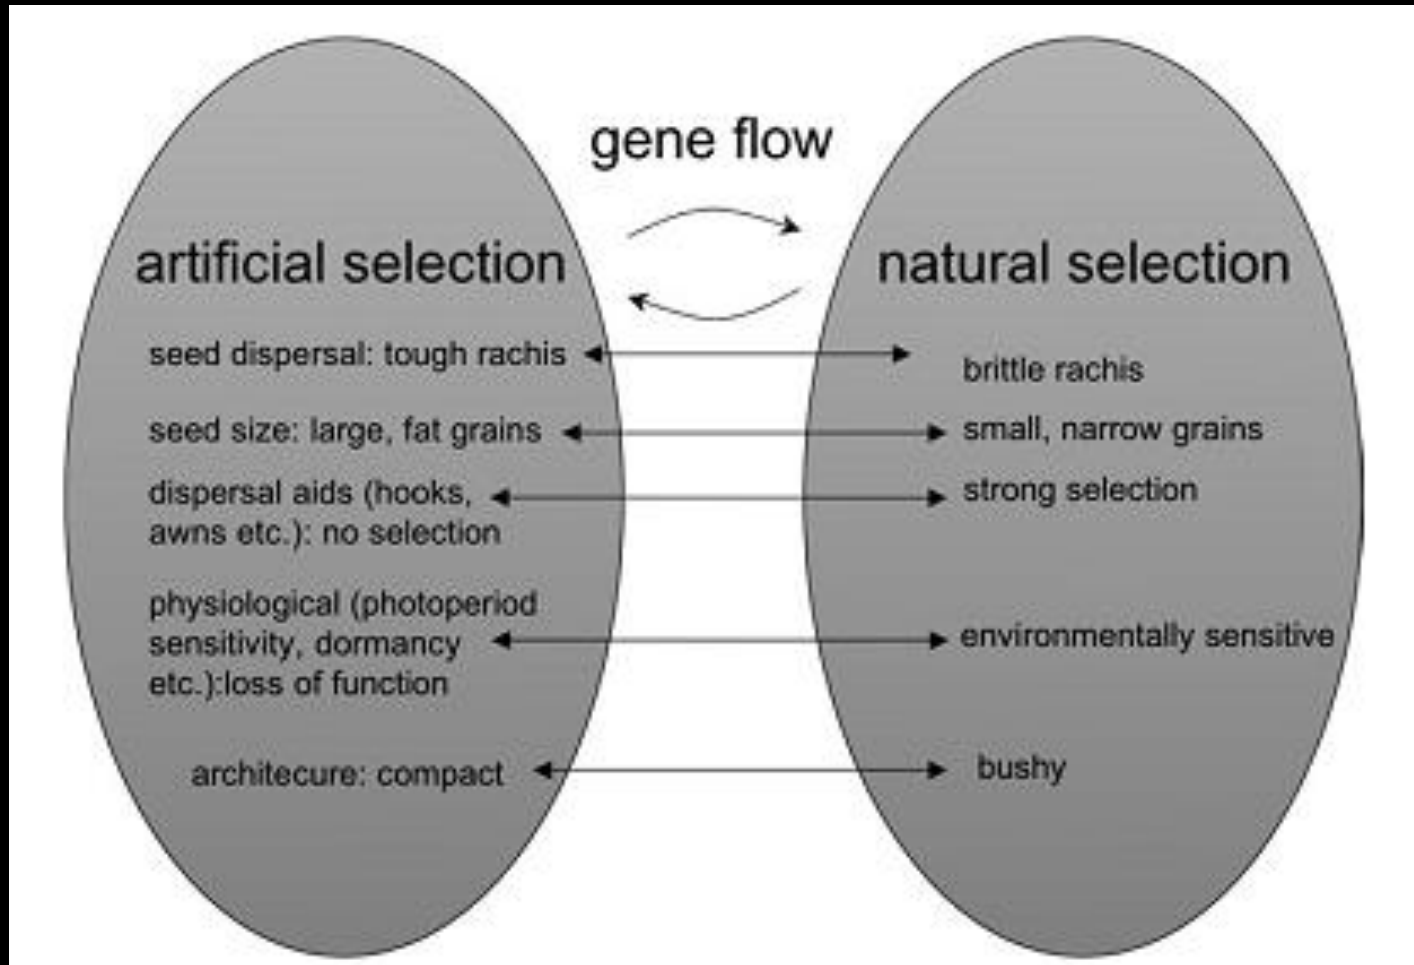 gene flow
artificial selection
natural selection
seed dispersal: tough rachis
brittle rachis
seed size: large, fat grains
small, narrow grains
dispersal aids (hooks,
awns etc.): no selection
strong selection
physiological (photoperiod
sensitivity, dormancy
etc.):loss of function
environmentally sensitive
architecure: compact
bushy